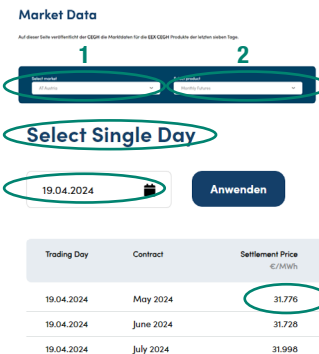 Market Data
Auf dieser Seite veröffentlicht der CEGH die Marktdaten für die EEX CEGH Produkte der letzten sieben Tage.
1 2
Select market Select product
AT Austria Monthly Futures
Select Single Day
19.04.2024 Anwenden
Trading Day Contract Settlement Price
€/MWh
19.04.2024 May 2024 31.776
19.04.2024 June 2024 31.728
19.04.2024 July 2024 31.998